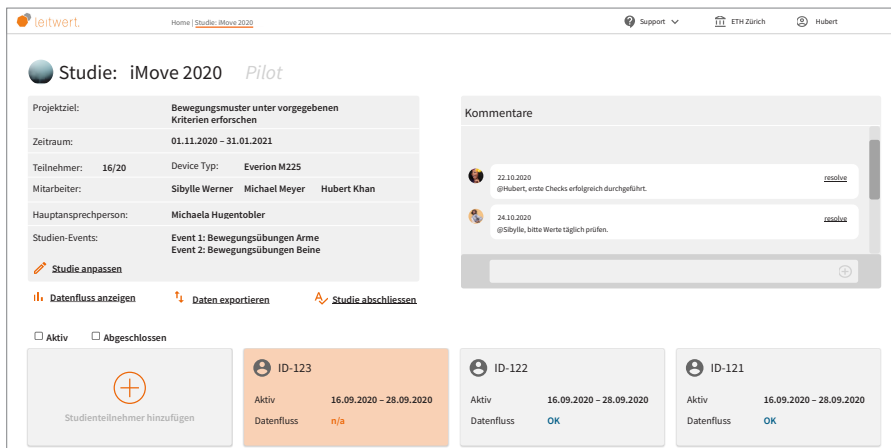 leitwert.
Home | Studie: iMove 2020
Support
ETH Zürich
Hubert
Studie: iMove 2020 Pilot
Projektziel: Bewegungsmuster unter vorgegebenen
Kriterien erforschen
Zeitraum: 01.11.2020 – 31.01.2021
Teilnehmer: 16/20 Device Typ: Everion M225
Mitarbeiter: Sibylle Werner Michael Meyer Hubert Khan
Hauptansprechperson: Michaela Hugentobler
Studien-Events: Event 1: Bewegungsübungen Arme
Event 2: Bewegungsübungen Beine
Studie anpassen
Datenfluss anzeigen
Daten exportieren
Studie abschliessen
Kommentare
22.10.2020
@Hubert, erste Checks erfolgreich durchgeführt.
resolve
24.10.2020
@Sibylle, bitte Werte täglich prüfen.
resolve
Aktiv
Abgeschlossen
Studienteilnehmer hinzufügen
ID-123
Aktiv 16.09.2020 – 28.09.2020
Datenfluss n/a
ID-122
Aktiv 16.09.2020 – 28.09.2020
Datenfluss OK
ID-121
Aktiv 16.09.2020 – 28.09.2020
Datenfluss OK